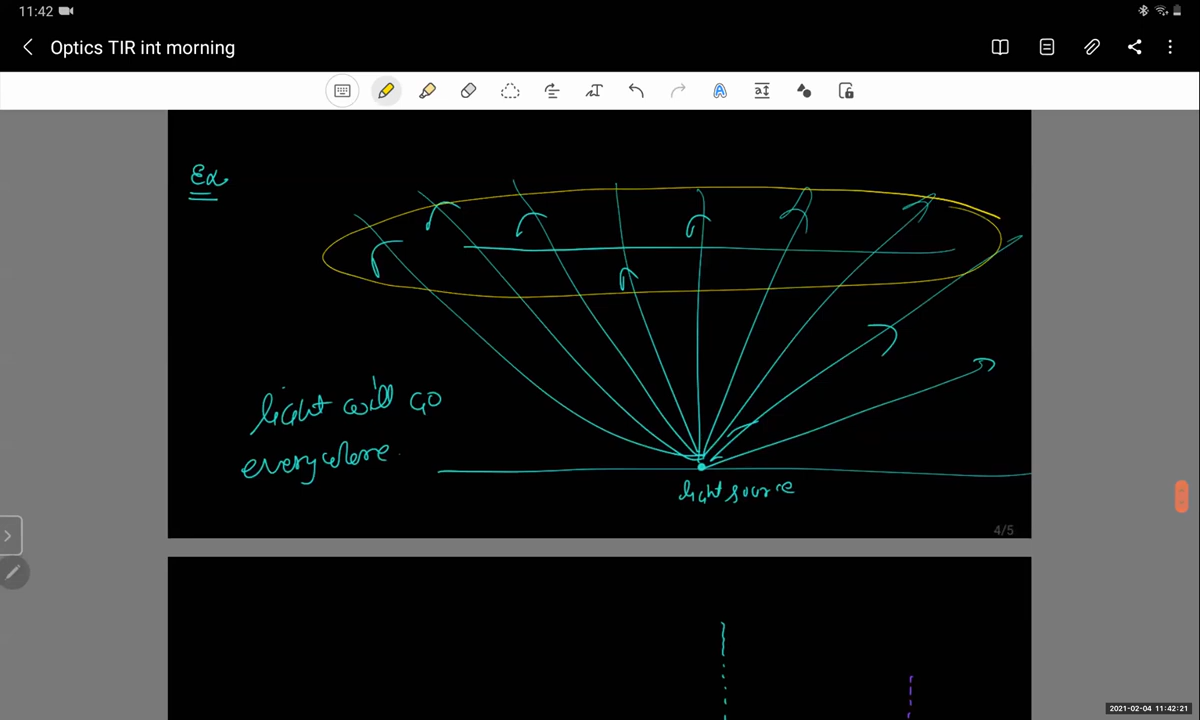 11:42
Optics TIR int morning
Ex
light will go
everywhere
light source
4/5
2021-02-04 11:42:21